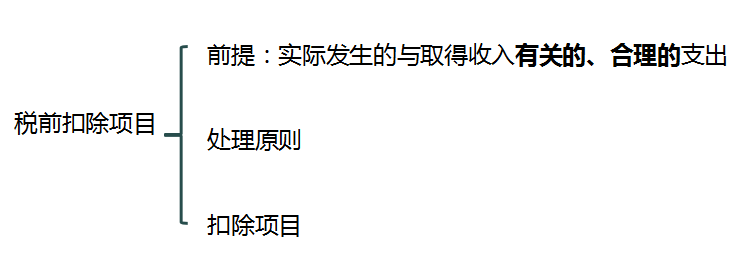 前提：实际发生的与取得收入有关的、合理的支出
税前扣除项目
处理原则
扣除项目